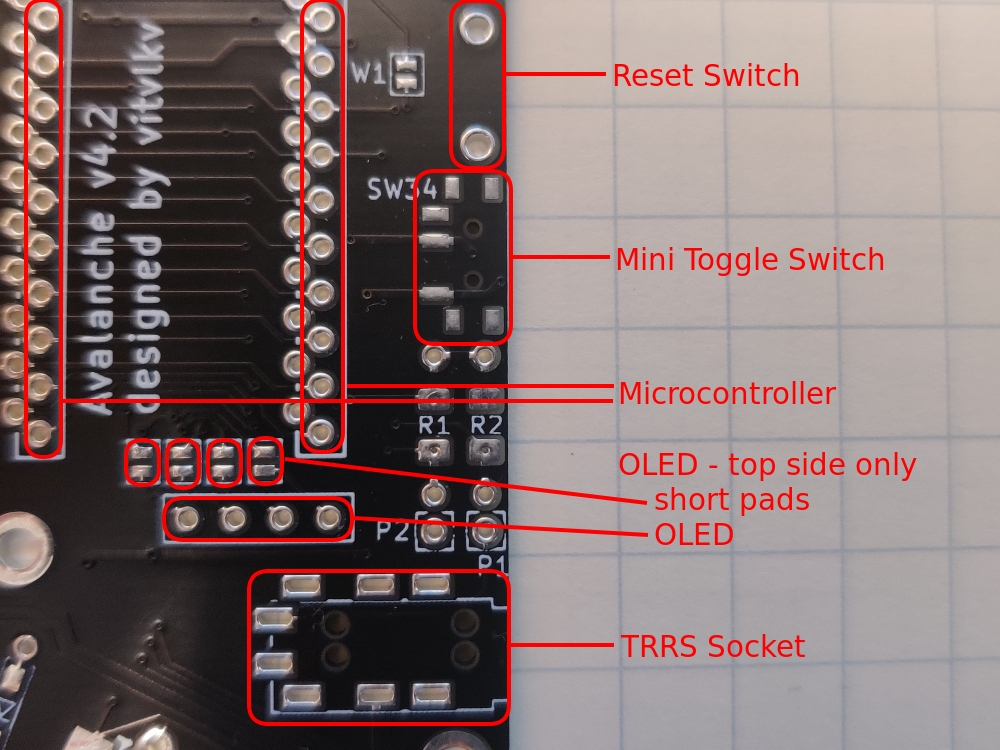 Avalanche v4.2
designed by vitvlkv
W1
Reset Switch
SW34
Mini Toggle Switch
Microcontroller
R1 R2
OLED - top side only
short pads
P2
OLED
P1
TRRS Socket